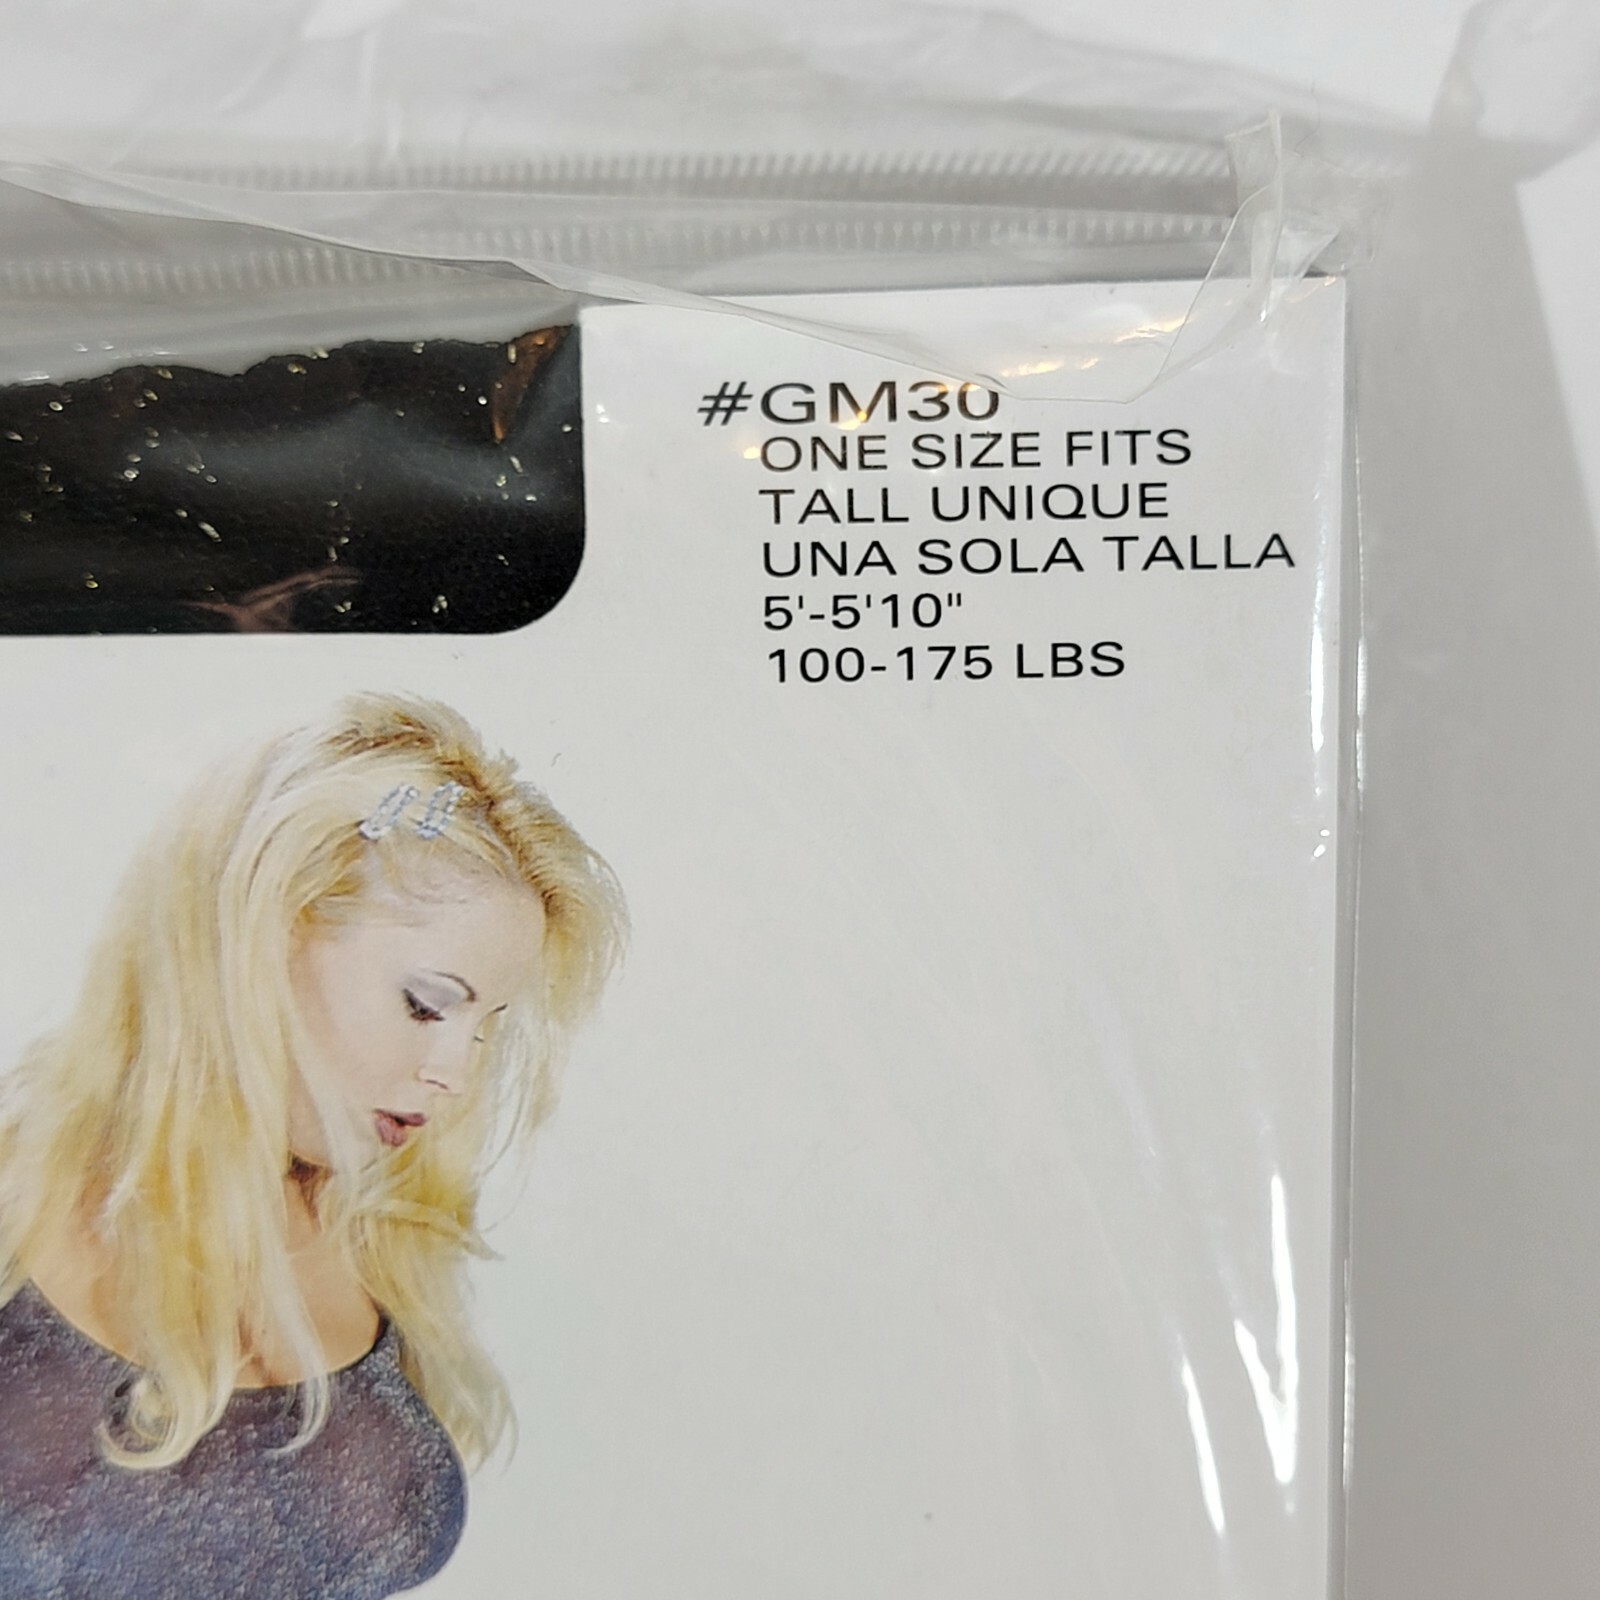 #GM30
ONE SIZE FITS
TALL UNIQUE
UNA SOLA TALLA
5'-5'10"
100-175 LBS